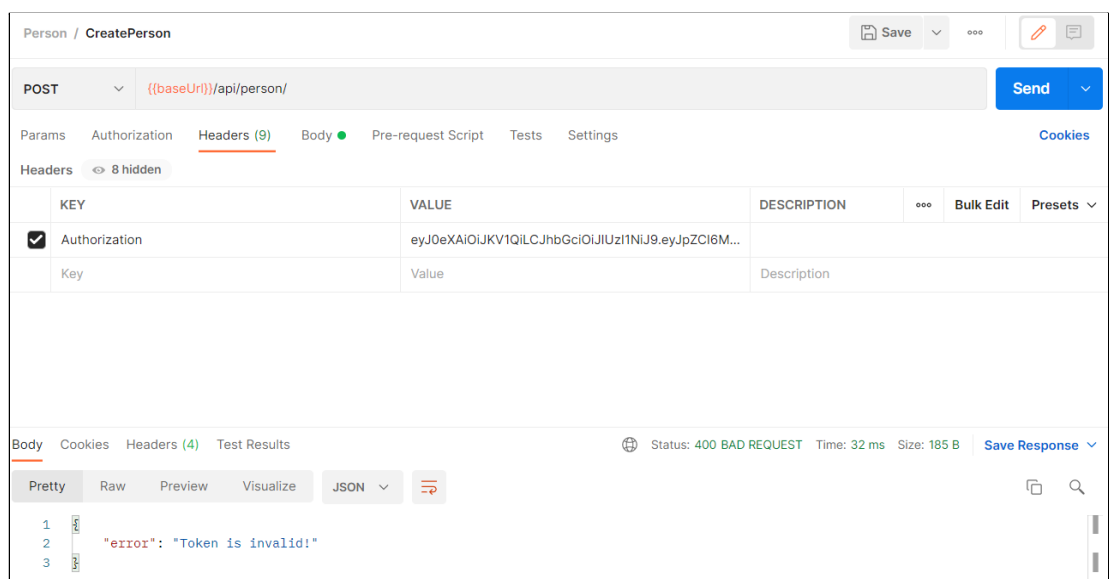 Person / CreatePerson Save ooo
POST {{baseUrl}}/api/person/ Send
Params Authorization Headers (9) Body Pre-request Script Tests Settings Cookies
Headers 8 hidden
KEY VALUE DESCRIPTION ooo Bulk Edit Presets
Authorization eyJ0eXAiOiJKV1QiLCJhbGciOiJIUzI1NiJ9.eyJpZCI6M...
Key Value Description
Body Cookies Headers (4) Test Results Status: 400 BAD REQUEST Time: 32 ms Size: 185 B Save Response
Pretty Raw Preview Visualize JSON
1 {
2 "error": "Token is invalid!"
3 }